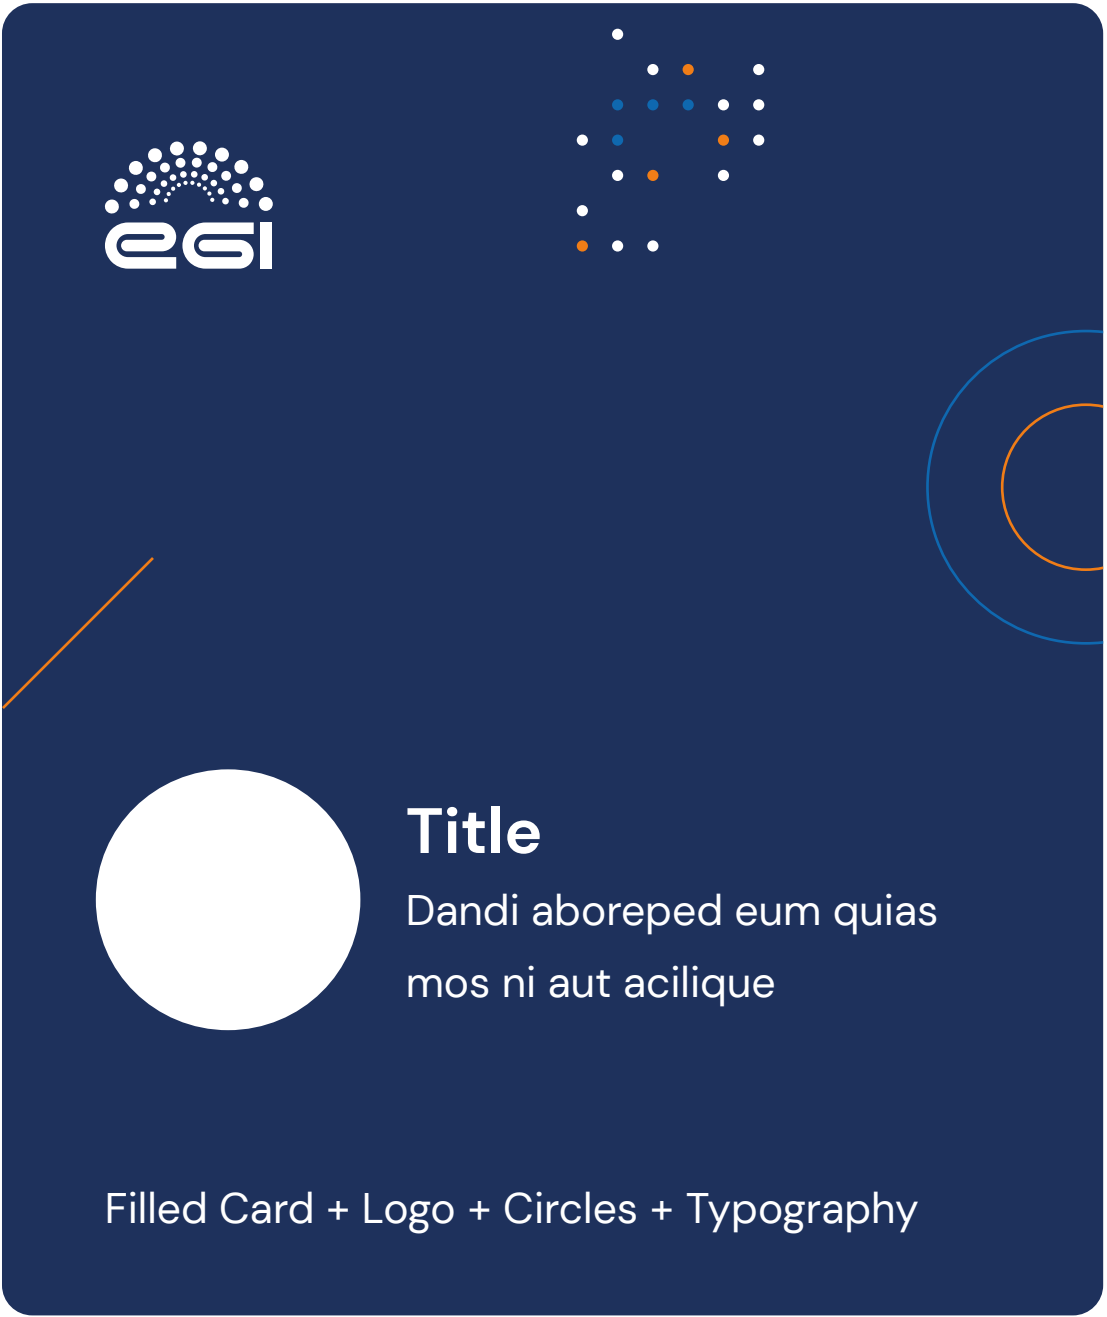 egi
Title
Dandi aboreped eum quias
mos ni aut acilique
Filled Card + Logo + Circles + Typography